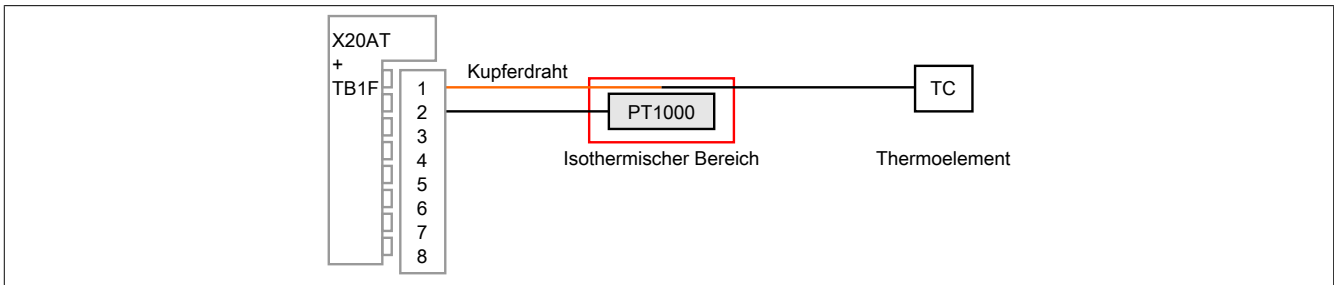 X20AT
+
TB1F
1
2
3
4
5
6
7
8
Kupferdraht
PT1000
Isothermischer Bereich
TC
Thermoelement